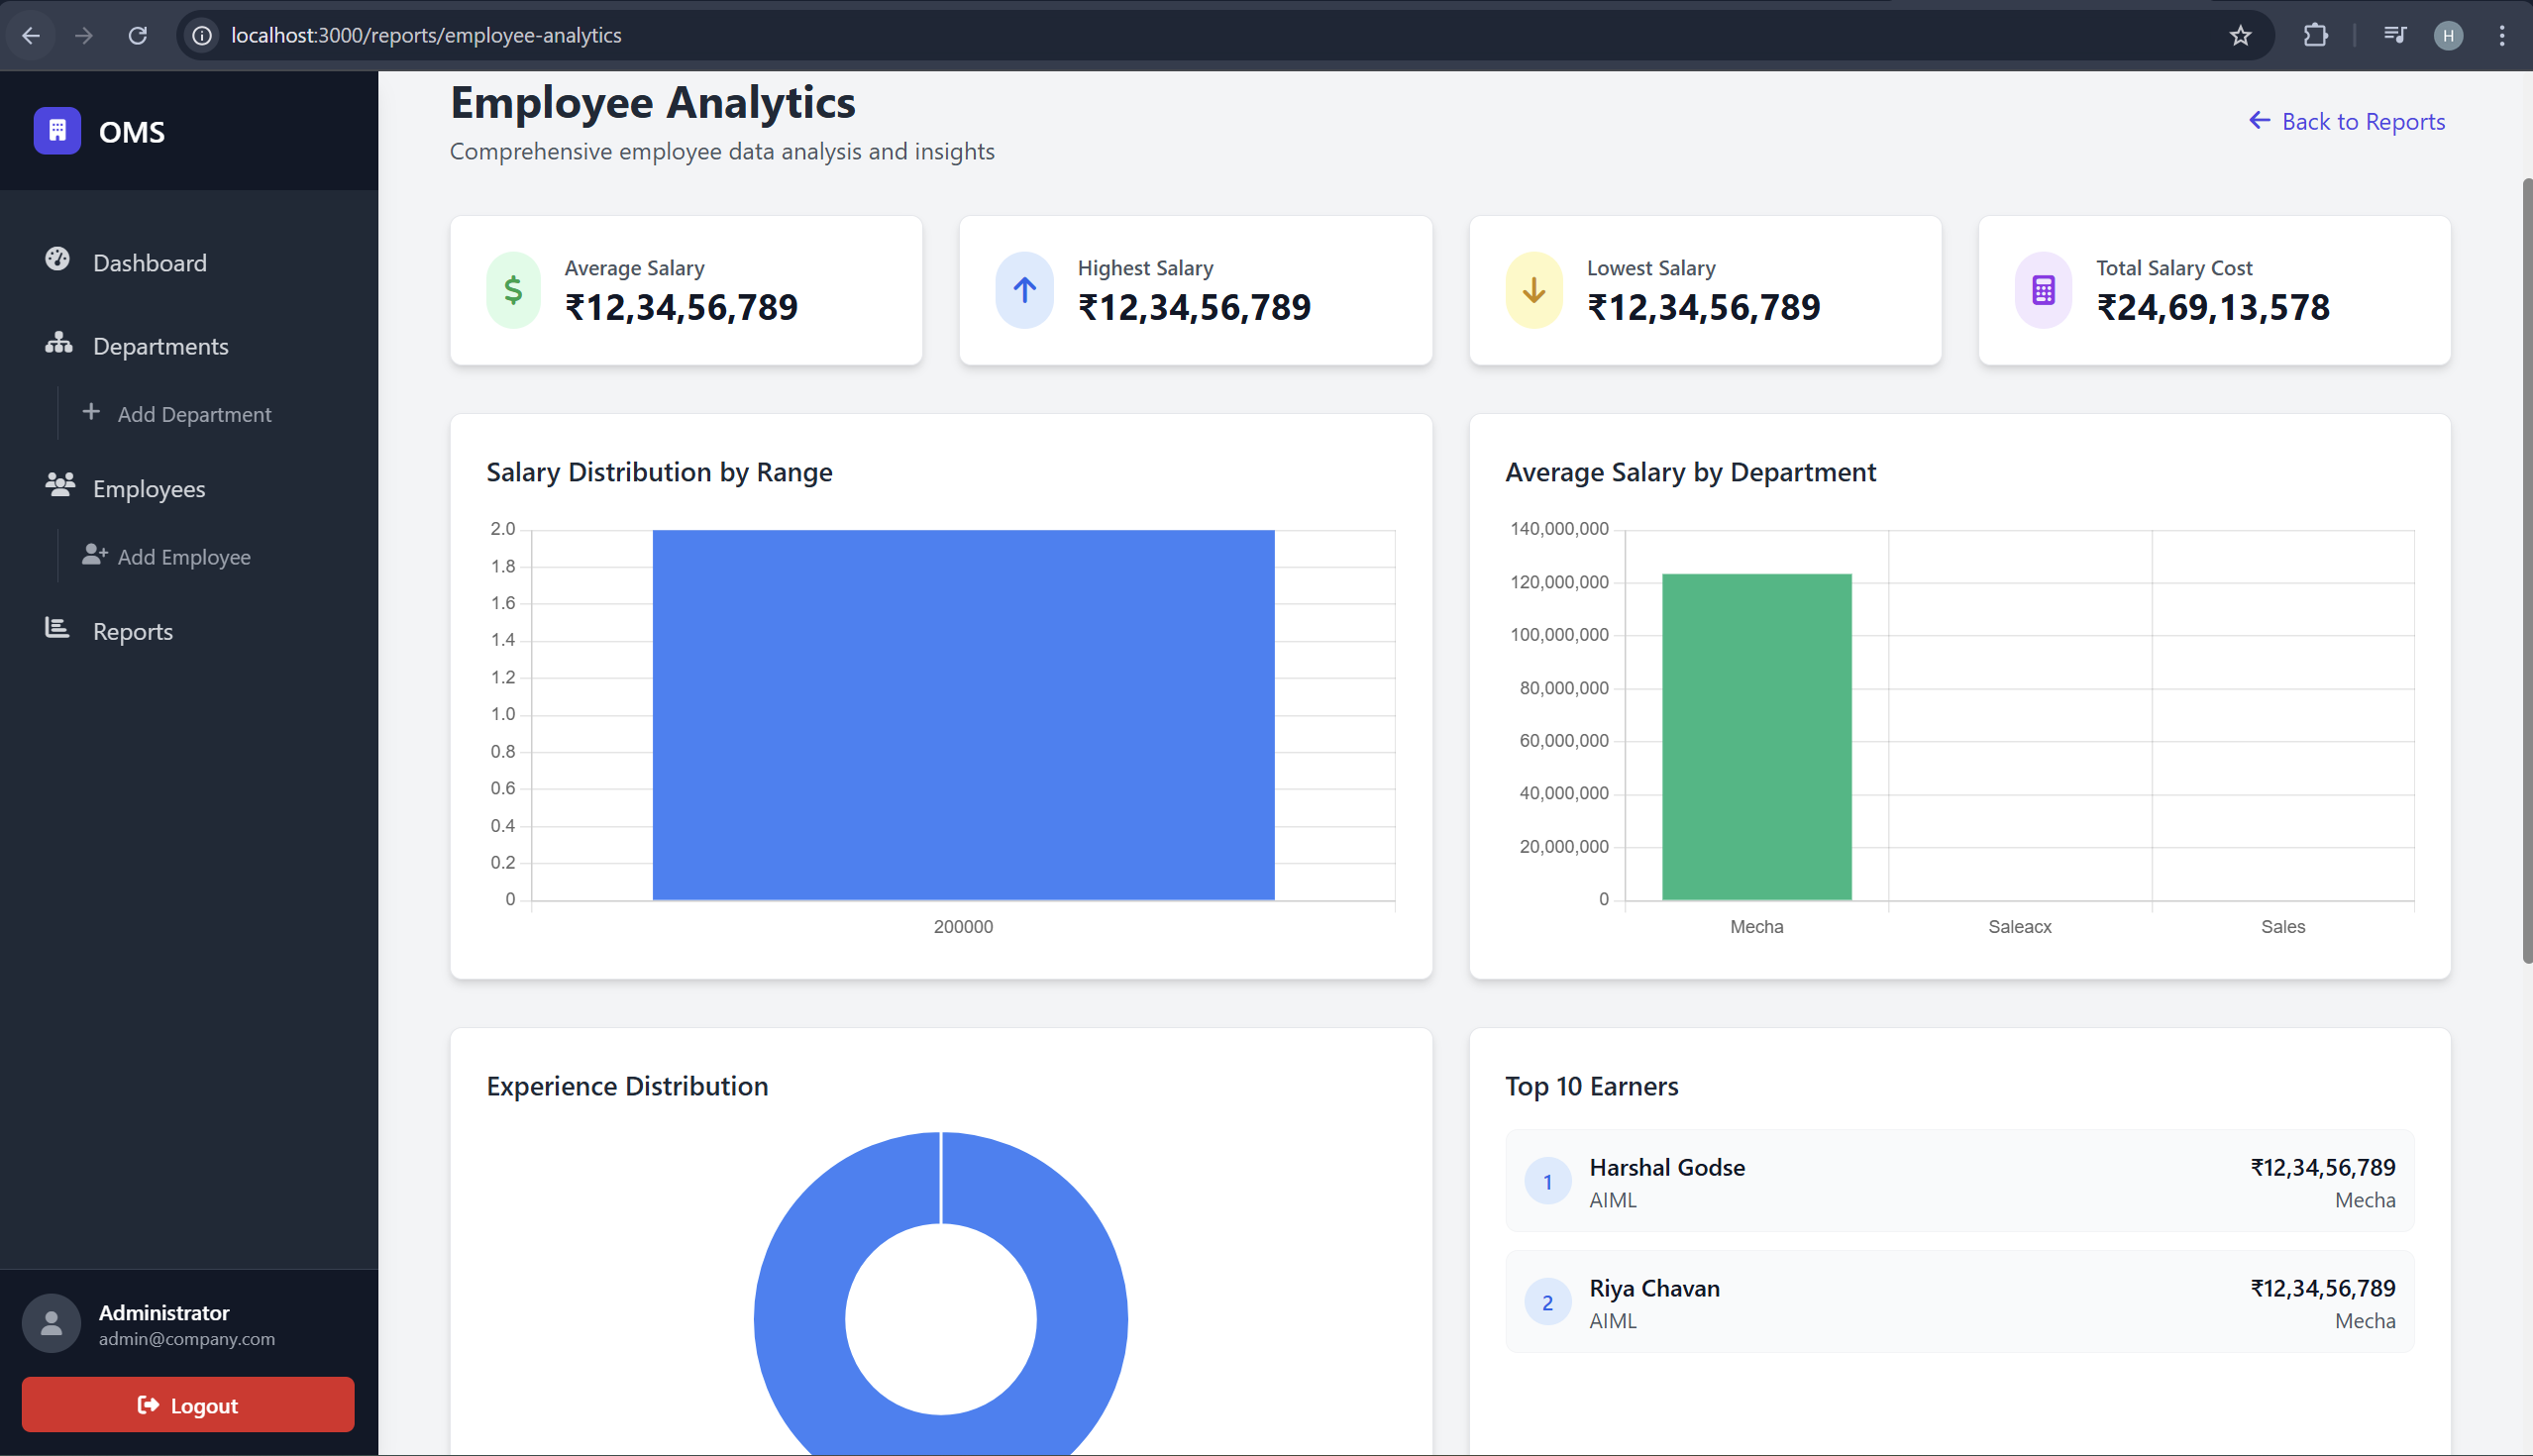 localhost:3000/reports/employee-analytics
H
OMS
Dashboard
Departments
Add Department
Employees
Add Employee
Reports
Administrator
admin@company.com
Logout
Employee Analytics
Comprehensive employee data analysis and insights
Back to Reports
Average Salary
₹12,34,56,789
Highest Salary
₹12,34,56,789
Lowest Salary
₹12,34,56,789
Total Salary Cost
₹24,69,13,578
Salary Distribution by Range
2.0
1.8
1.6
1.4
1.2
1.0
0.8
0.6
0.4
0.2
0
200000
Average Salary by Department
140,000,000
120,000,000
100,000,000
80,000,000
60,000,000
40,000,000
20,000,000
0
Mecha Saleacx Sales
Experience Distribution
Top 10 Earners
1 Harshal Godse ₹12,34,56,789
AIML Mecha
2 Riya Chavan ₹12,34,56,789
AIML Mecha